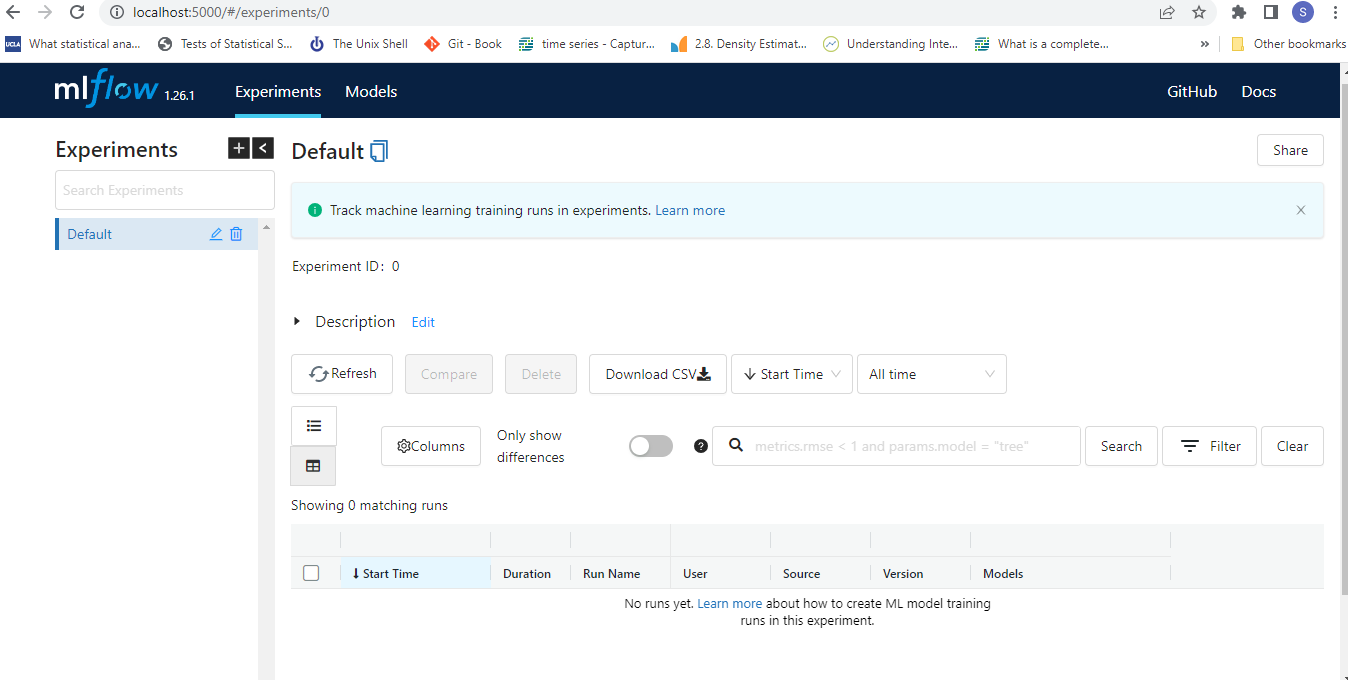 localhost:5000/#/experiments/0
S
UCLA What statistical ana... Tests of Statistical S... The Unix Shell Git - Book time series - Captur... 2.8. Density Estimat... Understanding Inte... What is a complete... » Other bookmarks
mlflow 1.26.1 Experiments Models GitHub Docs
Experiments + < Default Share
Search Experiments
Track machine learning training runs in experiments. Learn more
Default
Experiment ID: 0
Description Edit
Refresh Compare Delete Download CSV Start Time All time
Columns Only show differences ? metrics.rmse < 1 and params.model = "tree" Search Filter Clear
Showing 0 matching runs
Start Time Duration Run Name User Source Version Models
No runs yet. Learn more about how to create ML model training
runs in this experiment.